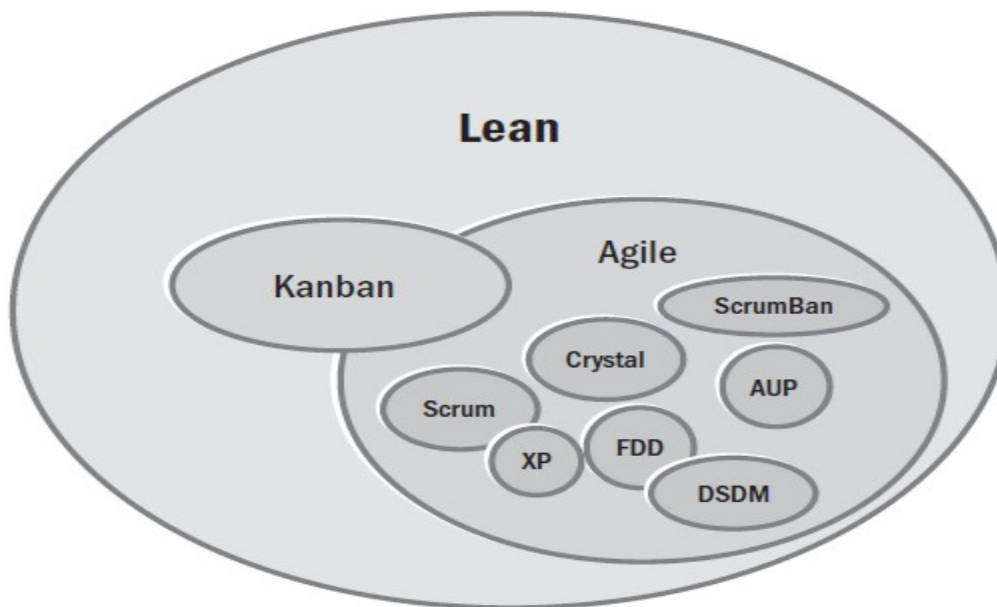 Lean
Agile
Kanban
ScrumBan
Crystal
AUP
Scrum
FDD
XP
DSDM